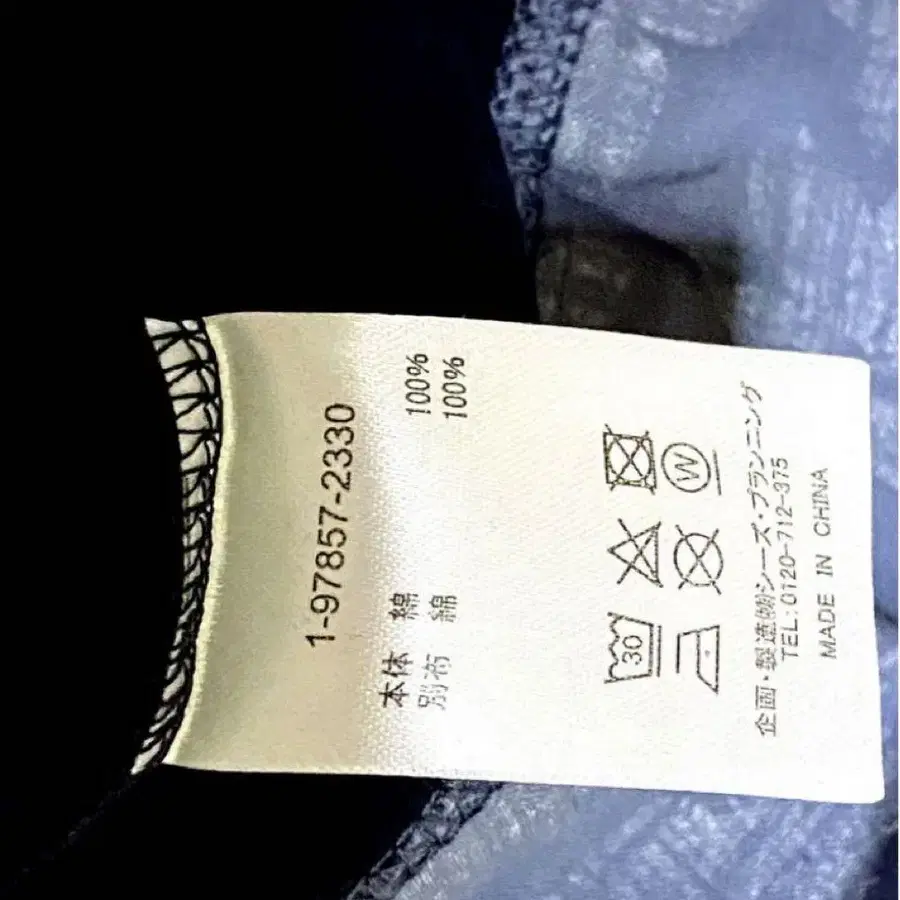 1-97857-2330
本体 綿 100%
別布 綿 100%
30
W
企画・製造㈱シーズ・プランニング
TEL:0120-712-375
MADE IN CHINA